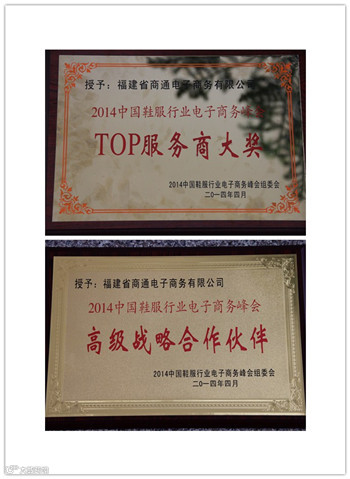 授予：福建省商通电子商务有限公司
2014中国鞋服行业电子商务峰会
TOP服务商大奖
2014中国鞋服行业电子商务峰会组委会
二〇一四年四月
授予：福建省商通电子商务有限公司
2014中国鞋服行业电子商务峰会
高级战略合作伙伴
2014中国鞋服行业电子商务峰会组委会
二〇一四年四月